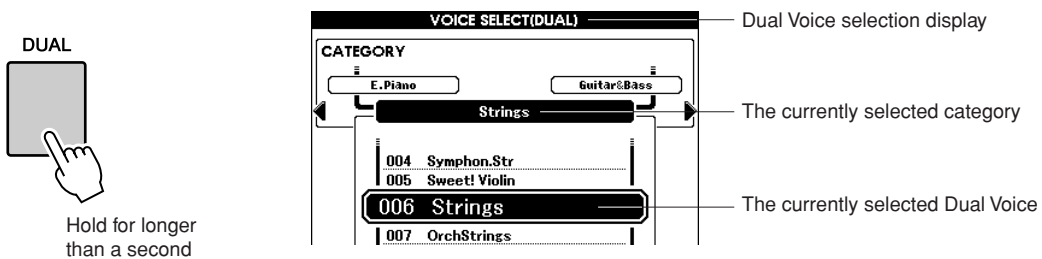 DUAL
Hold for longer
than a second
VOICE SELECT(DUAL)
CATEGORY
E.Piano
Guitar&Bass
Strings
004 Symphon.Str
005 Sweet! Violin
006 Strings
007 OrchStrings
Dual Voice selection display
The currently selected category
The currently selected Dual Voice